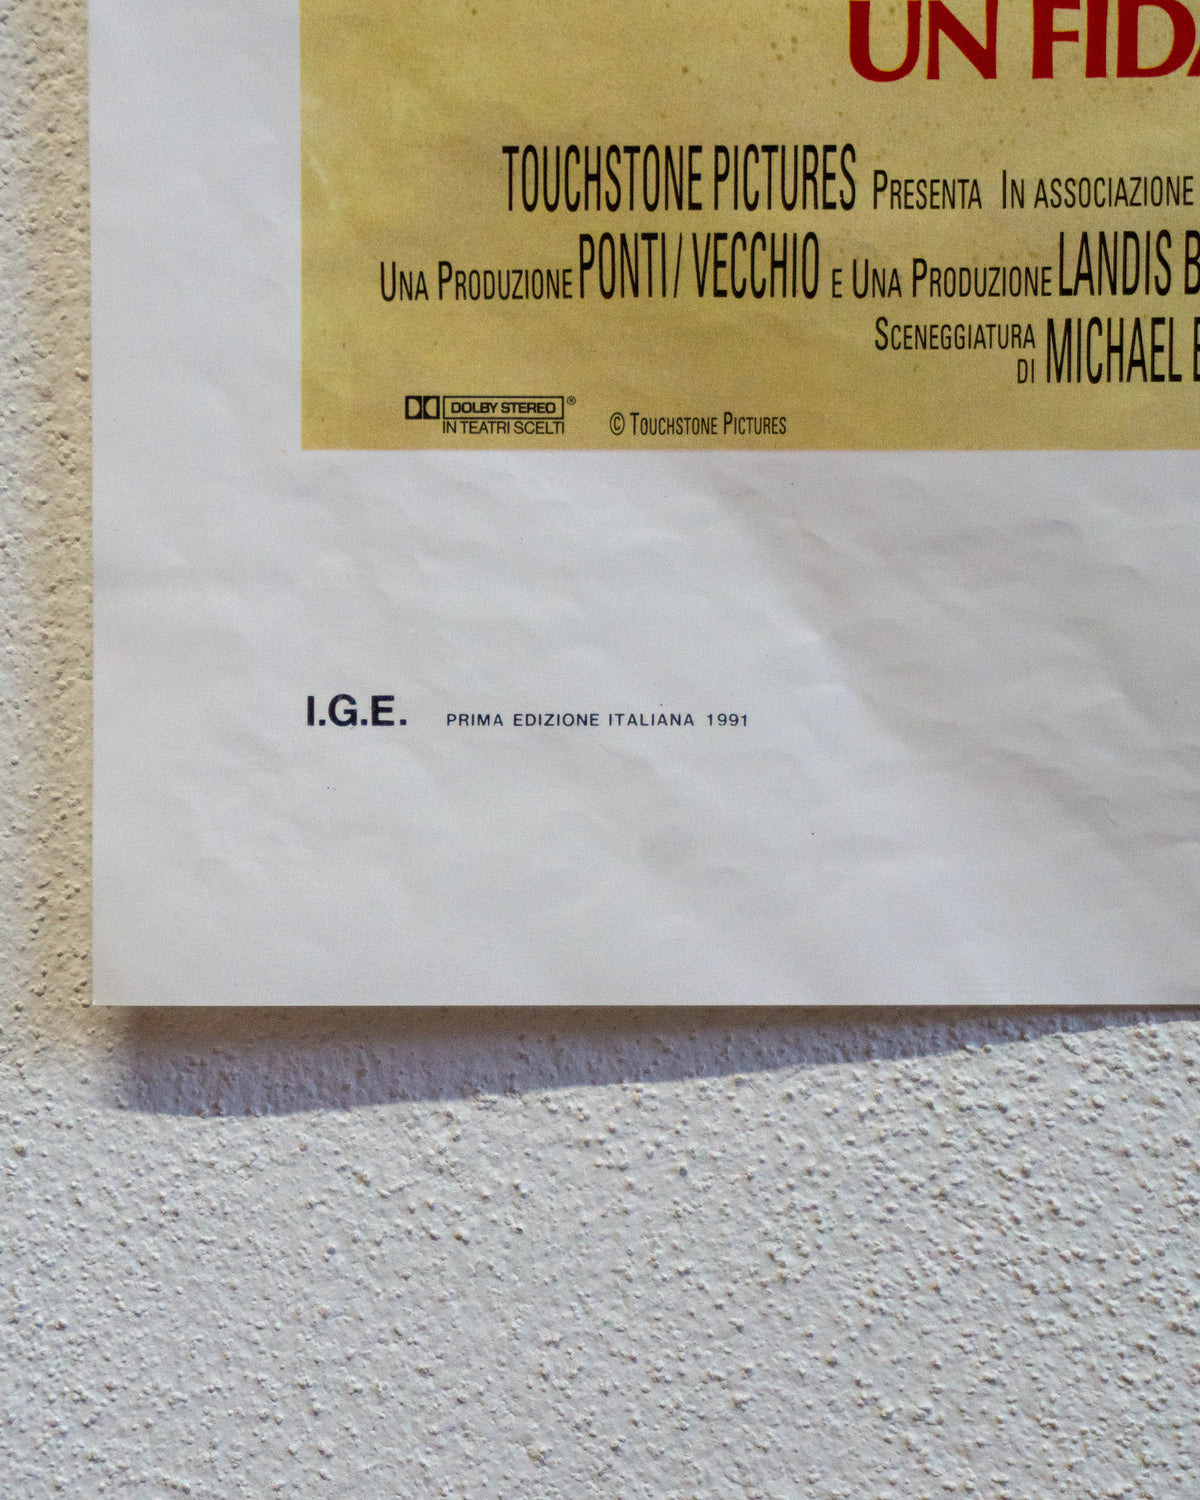 UN FIDA
TOUCHSTONE PICTURES PRESENTA IN ASSOCIAZIONE
UNA PRODUZIONE PONTI / VECCHIO E UNA PRODUZIONE LANDIS B
SCENEGGIATURA DI MICHAEL
DOLBY STEREO ®
IN TEATRI SCELTI
© TOUCHSTONE PICTURES
I.G.E. PRIMA EDIZIONE ITALIANA 1991